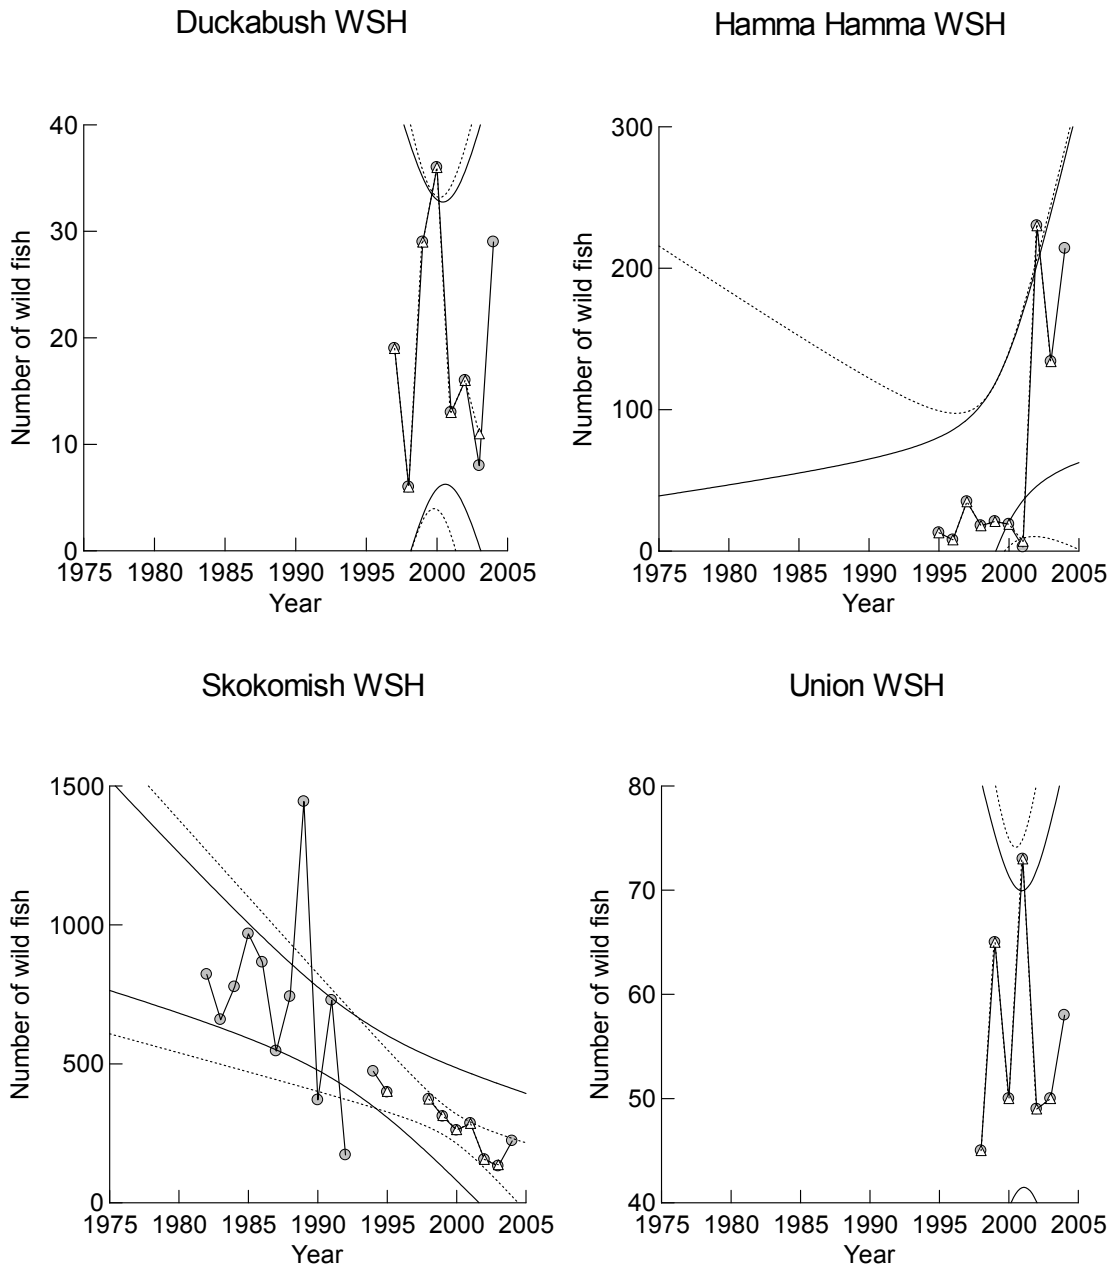 Duckabush WSH
40
30
20
10
0
Number of wild fish
1975 1980 1985 1990 1995 2000 2005
Year
Hamma Hamma WSH
300
200
100
0
Number of wild fish
1975 1980 1985 1990 1995 2000 2005
Year
Skokomish WSH
1500
1000
500
0
Number of wild fish
1975 1980 1985 1990 1995 2000 2005
Year
Union WSH
80
70
60
50
40
Number of wild fish
1975 1980 1985 1990 1995 2000 2005
Year